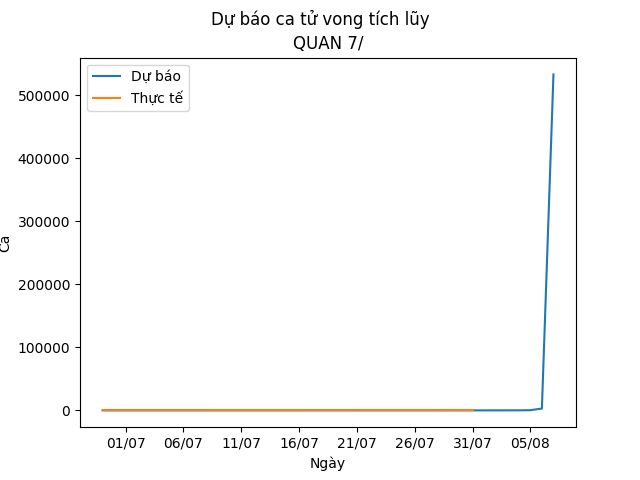 Dự báo ca tử vong tích lũy
QUAN 7/
Dự báo
Thực tế
500000
400000
300000
200000
100000
0
Ca
01/07 06/07 11/07 16/07 21/07 26/07 31/07 05/08
Ngày